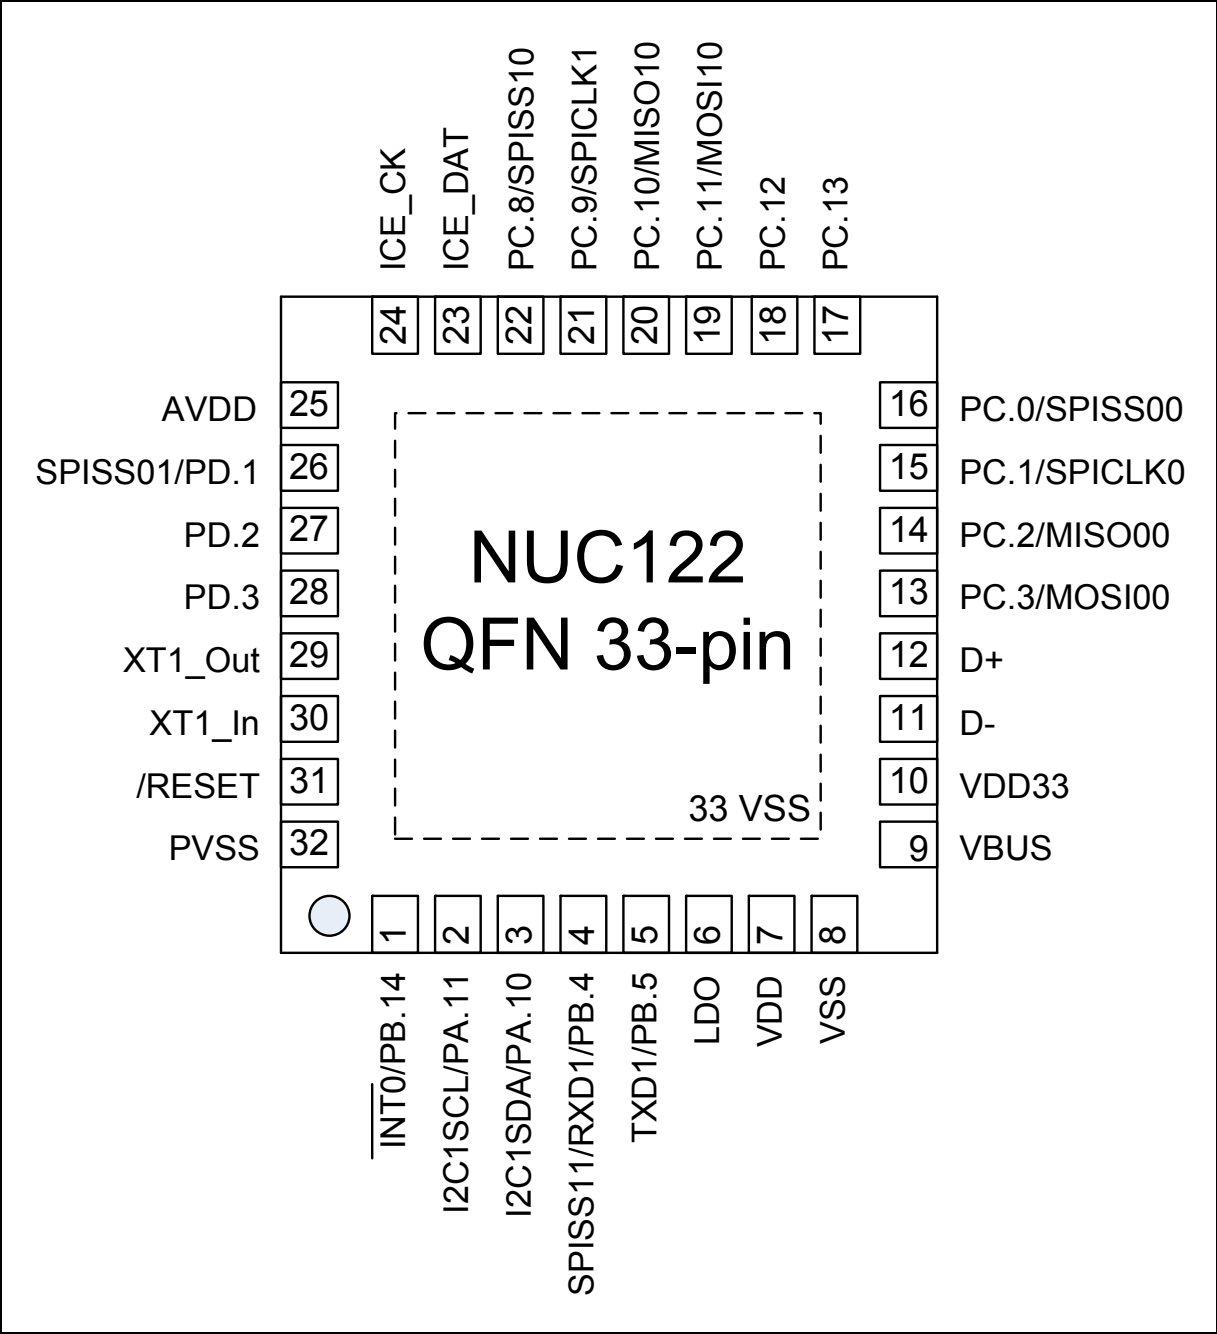 ICE_CK
ICE_DAT
PC.8/SPISS10
PC.9/SPICLK1
PC.10/MISO10
PC.11/MOSI10
PC.12
PC.13
24
23
22
21
20
19
18
17
AVDD 25
SPISS01/PD.1 26
PD.2 27
PD.3 28
XT1_Out 29
XT1_In 30
/RESET 31
PVSS 32
NUC122
QFN 33-pin
33 VSS
16 PC.0/SPISS00
15 PC.1/SPICLK0
14 PC.2/MISO00
13 PC.3/MOSI00
12 D+
11 D-
10 VDD33
9 VBUS
1
2
3
4
5
6
7
8
INT0/PB.14
I2C1SCL/PA.11
I2C1SDA/PA.10
SPISS11/RXD1/PB.4
TXD1/PB.5
LDO
VDD
VSS